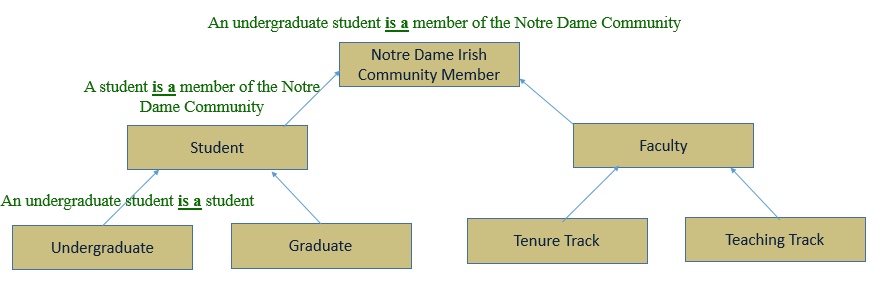 An undergraduate student is a member of the Notre Dame Community
Notre Dame Irish
Community Member
A student is a member of the Notre
Dame Community
Student
Faculty
An undergraduate student is a student
Undergraduate
Graduate
Tenure Track
Teaching Track